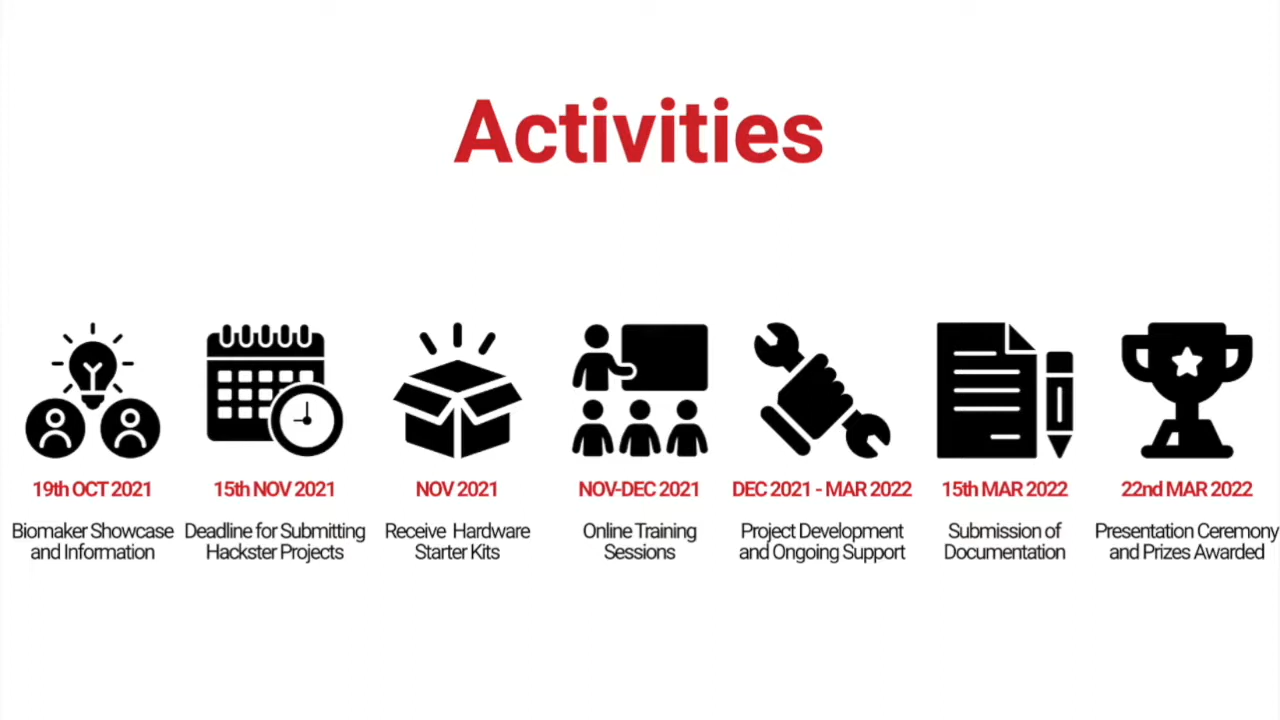 Activities
19th OCT 2021
Biomaker Showcase
and Information
15th NOV 2021
Deadline for Submitting
Hackster Projects
NOV 2021
Receive Hardware
Starter Kits
NOV-DEC 2021
Online Training
Sessions
DEC 2021 - MAR 2022
Project Development
and Ongoing Support
15th MAR 2022
Submission of
Documentation
22nd MAR 2022
Presentation Ceremony
and Prizes Awarded